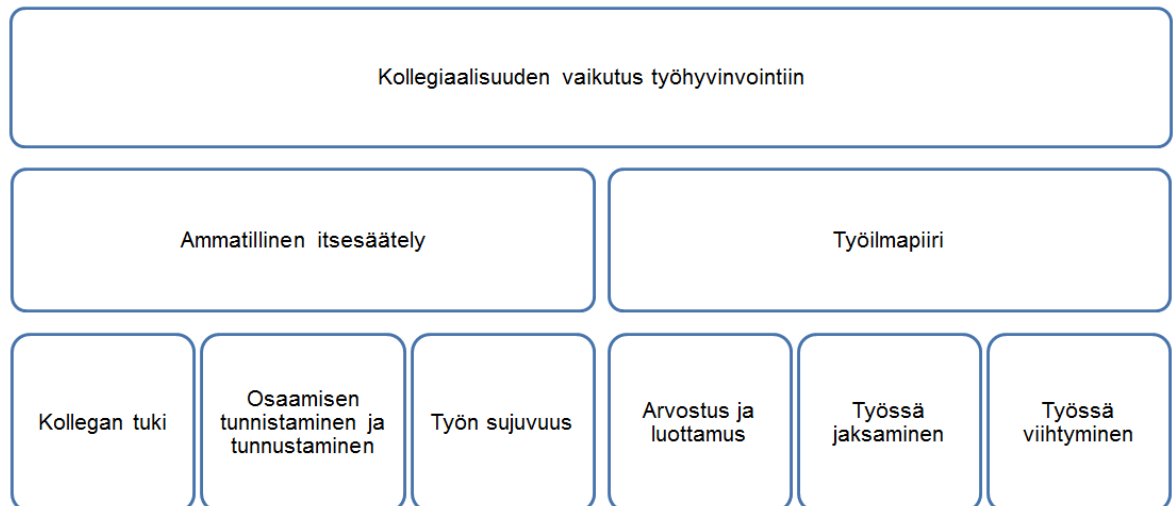 Kollegiaalisuuden vaikutus työhyvinvointiin
Ammatillinen itsesäätely
Työilmapiiri
Kollegan tuki
Osaamisen
tunnistaminen ja
tunnustaminen
Työn sujuvuus
Arvostus ja
luottamus
Työssä
jaksaminen
Työssä
viihtyminen